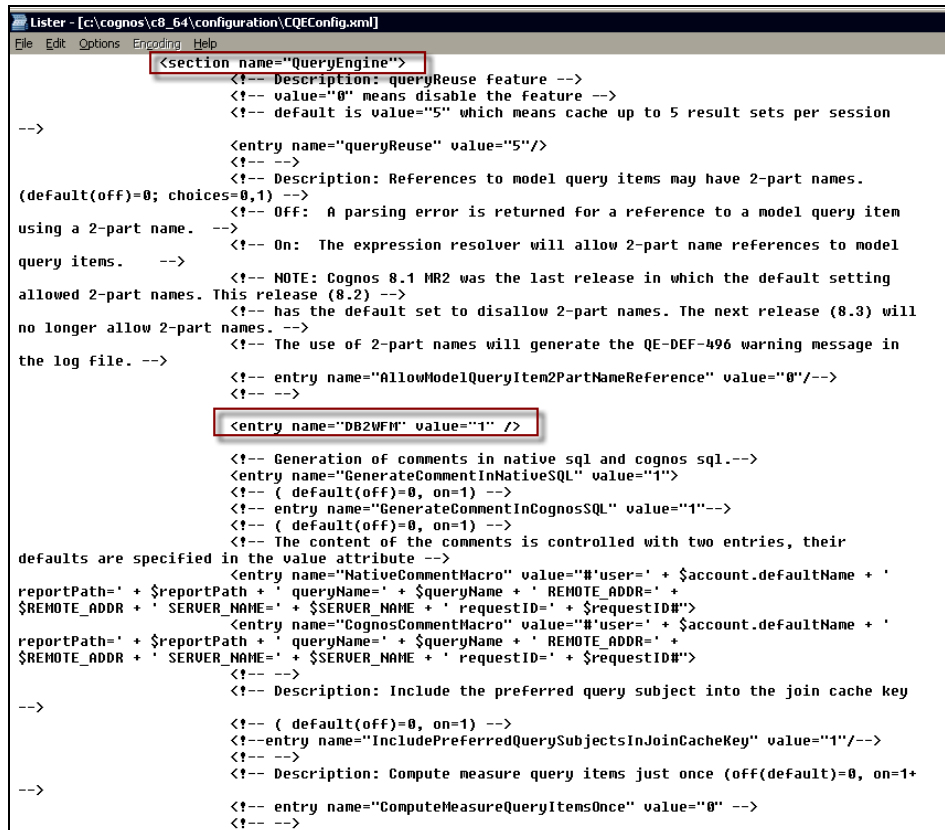 Lister - [c:\cognos\c8_64\configuration\CQEConfig.xml]
File Edit Options Encoding Help
<section name="QueryEngine">
<!-- Description: queryReuse feature -->
<!-- value="0" means disable the feature -->
<!-- default is value="5" which means cache up to 5 result sets per session
-->
<entry name="queryReuse" value="5"/>
<!-- -->
<!-- Description: References to model query items may have 2-part names.
(default(off)=0; choices=0,1) -->
<!-- Off:  A parsing error is returned for a reference to a model query item
using a 2-part name.  -->
<!-- On:  The expression resolver will allow 2-part name references to model
query items.    -->
<!-- NOTE: Cognos 8.1 MR2 was the last release in which the default setting
allowed 2-part names. This release (8.2) -->
<!-- has the default set to disallow 2-part names. The next release (8.3) will
no longer allow 2-part names. -->
<!-- The use of 2-part names will generate the QE-DEF-496 warning message in
the log file. -->
<!-- entry name="AllowModelQueryItem2PartNameReference" value="0"/-->
<!-- -->
<entry name="DB2WFM" value="1" />
<!-- Generation of comments in native sql and cognos sql.-->
<entry name="GenerateCommentInNativeSQL" value="1">
<!-- ( default(off)=0, on=1) -->
<!-- entry name="GenerateCommentInCognosSQL" value="1"-->
<!-- ( default(off)=0, on=1) -->
<!-- The content of the comments is controlled with two entries, their
defaults are specified in the value attribute -->
<entry name="NativeCommentMacro" value="#'user=' + $account.defaultName + '
reportPath=' + $reportPath + ' queryName=' + $queryName + ' REMOTE_ADDR=' +
$REMOTE_ADDR + ' SERVER_NAME=' + $SERVER_NAME + ' requestID=' + $requestID#">
<entry name="CognosCommentMacro" value="#'user=' + $account.defaultName + '
reportPath=' + $reportPath + ' queryName=' + $queryName + ' REMOTE_ADDR=' +
$REMOTE_ADDR + ' SERVER_NAME=' + $SERVER_NAME + ' requestID=' + $requestID#">
<!-- -->
<!-- Description: Include the preferred query subject into the join cache key
-->
<!-- ( default(off)=0, on=1) -->
<!--entry name="IncludePreferredQuerySubjectsInJoinCacheKey" value="1"/-->
<!-- -->
<!-- Description: Compute measure query items just once (off(default)=0, on=1+
-->
<!-- entry name="ComputeMeasureQueryItemsOnce" value="0" -->
<!-- -->